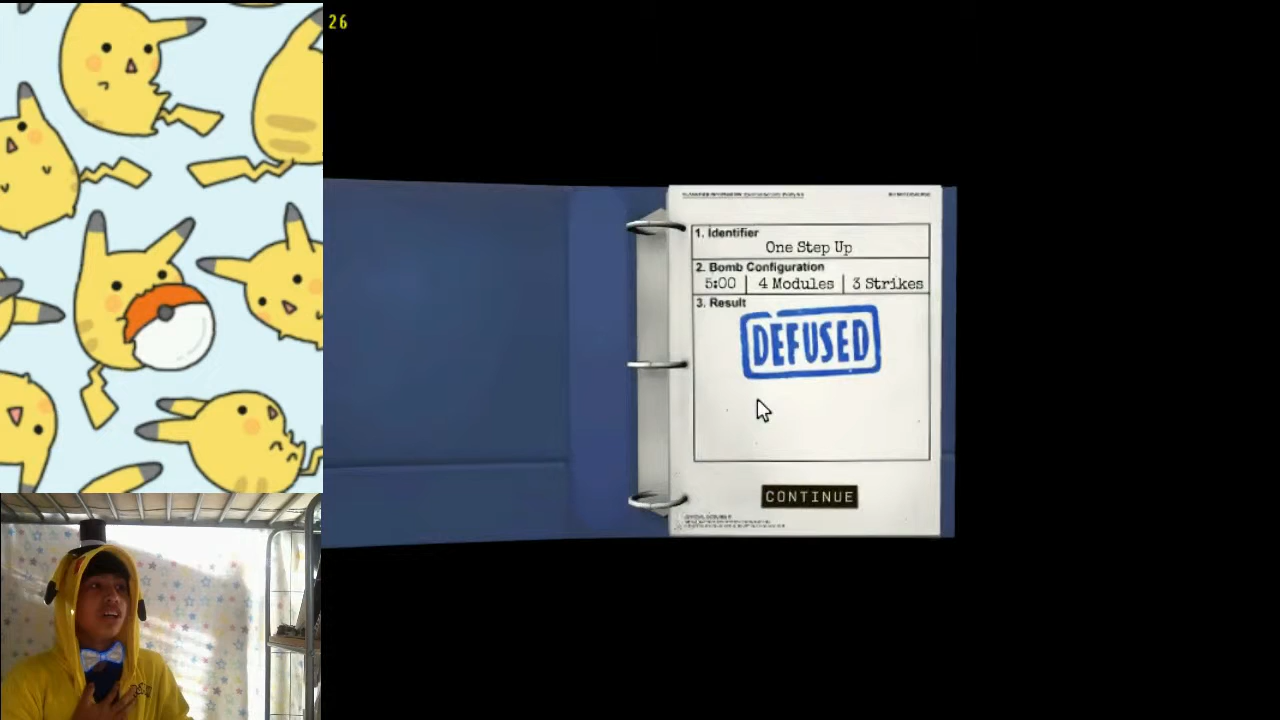 26
1. Identifier
One Step Up
2. Bomb Configuration
5:00 4 Modules 3 Strikes
3. Result
DEFUSED
CONTINUE